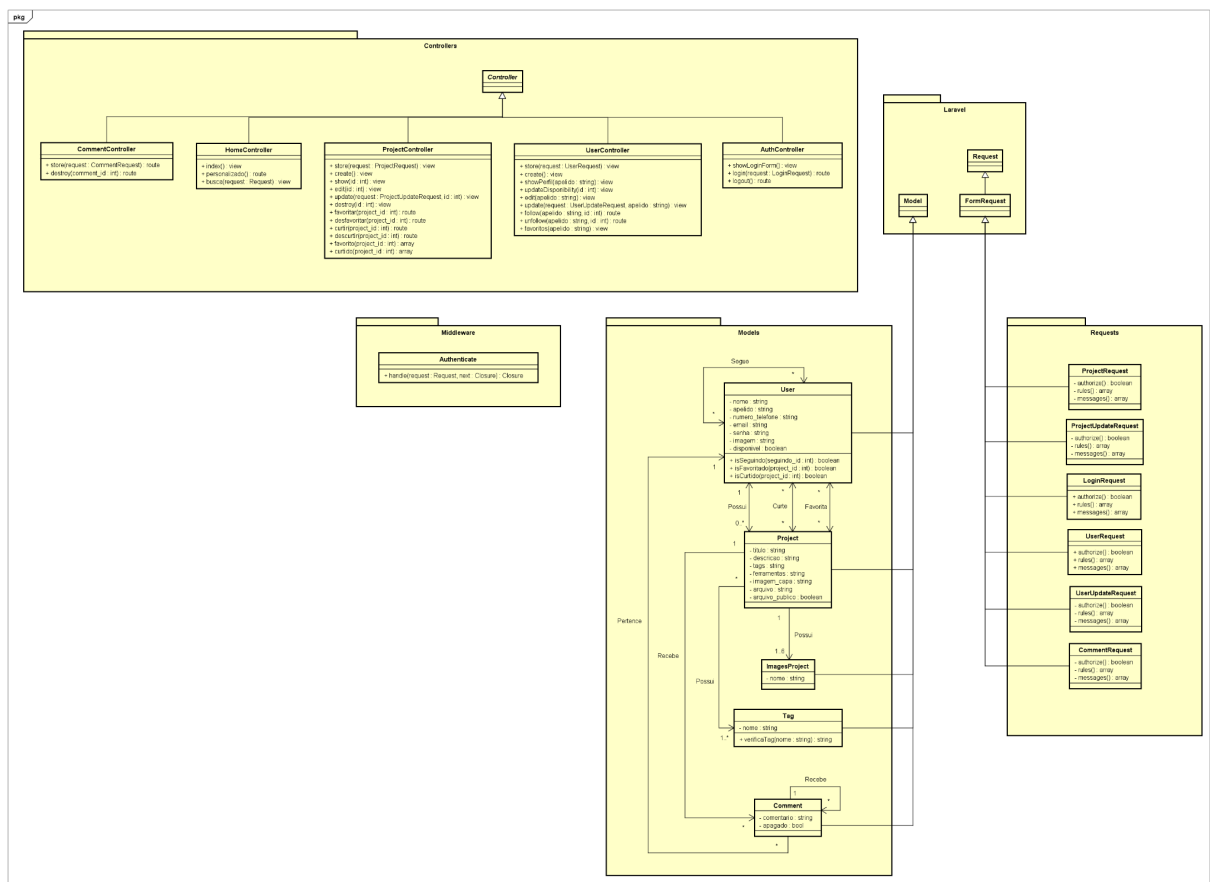 pkg
Controllers
Controller
CommentController
+ store(request : CommentRequest) : route
+ destroy(comment_id : int) : route
HomeController
+ index() : view
+ personalizado() : route
+ busca(request : Request) : view
ProjectController
+ store(request : ProjectRequest) : view
+ create() : view
+ show(id : int) : view
+ edit(id : int) : view
+ update(request : ProjectUpdateRequest, id : int) : view
+ destroy(id : int) : view
+ favoritar(project_id : int) : route
+ desfavoritar(project_id : int) : route
+ curtir(project_id : int) : route
+ descurtir(project_id : int) : route
+ favorito(project_id : int) : array
+ curtido(project_id : int) : array
UserController
+ store(request : UserRequest) : view
+ create() : view
+ showPerfil(apelido : string) : view
+ updateDisponibility(id : int) : view
+ edit(apelido : string) : view
+ update(request : UserUpdateRequest, apelido : string) : view
+ follow(apelido : string, id : int) : route
+ unfollow(apelido : string, id : int) : route
+ favoritos(apelido : string) : view
AuthController
+ showLoginForm() : view
+ login(request : LoginRequest) : route
+ logout() : route
Laravel
Request
Model
FormRequest
Middleware
Authenticate
+ handle(request : Request, next : Closure) : Closure
Models
Segue
*
*
User
- nome : string
- apelido : string
- numero_telefone : string
- email : string
- senha : string
- imagem : string
- disponivel : boolean
+ isSeguindo(seguindo_id : int) : boolean
+ isFavoritado(project_id : int) : boolean
+ isCurtido(project_id : int) : boolean
1
1
*
*
Possui
Curte
Favorita
0..*
*
*
Project
- titulo : string
- descricao : string
- tags : string
- ferramentas : string
- imagem_capa : string
- arquivo : string
- arquivo_publico : boolean
1
*
1
Possui
1..8
Pertence
Recebe
Possui
ImagesProject
- nome : string
Tag
- nome : string
+ verificaTag(nome : string) : string
1..*
Recebe
1
*
Comment
- comentario : string
- apagado : bool
*
*
Requests
ProjectRequest
- authorize() : boolean
- rules() : array
- messages() : array
ProjectUpdateRequest
- authorize() : boolean
- rules() : array
- messages() : array
LoginRequest
+ authorize() : boolean
+ rules() : array
+ messages() : array
UserRequest
+ authorize() : boolean
+ rules() : array
+ messages() : array
UserUpdateRequest
- authorize() : boolean
- rules() : array
- messages() : array
CommentRequest
- authorize() : boolean
- rules() : array
- messages() : array